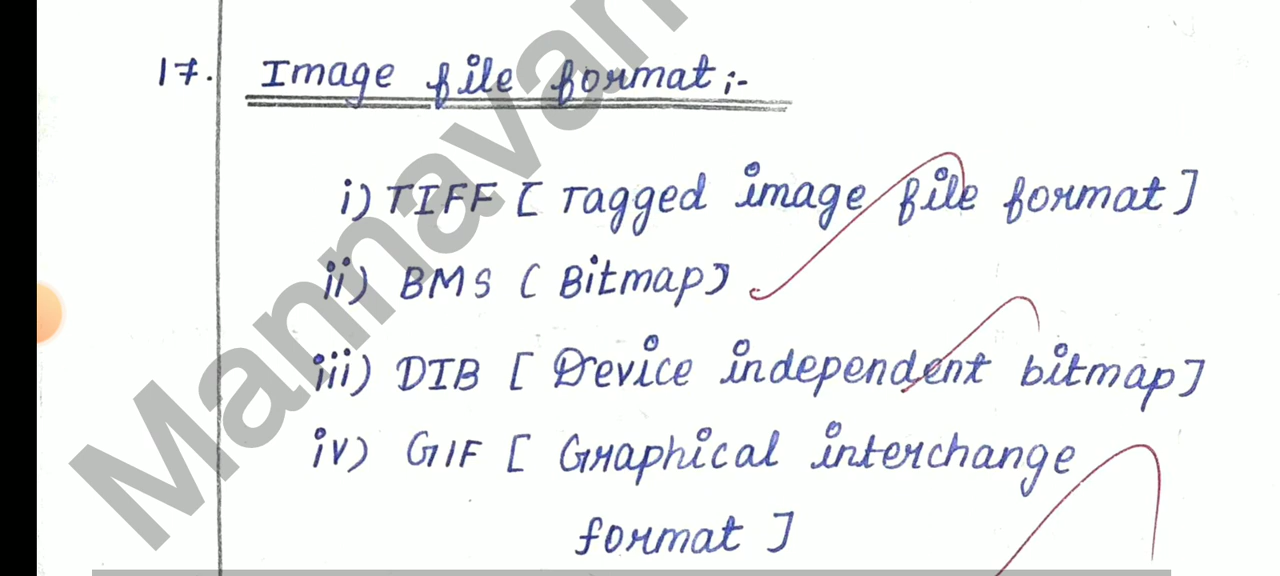 17. Image file format:-
i) TIFF [ Tagged image file format ]
ii) BMS ( Bitmap)
iii) DIB [ Device independent bitmap]
iv) GIF [ Graphical interchange
format ]
Mannavan